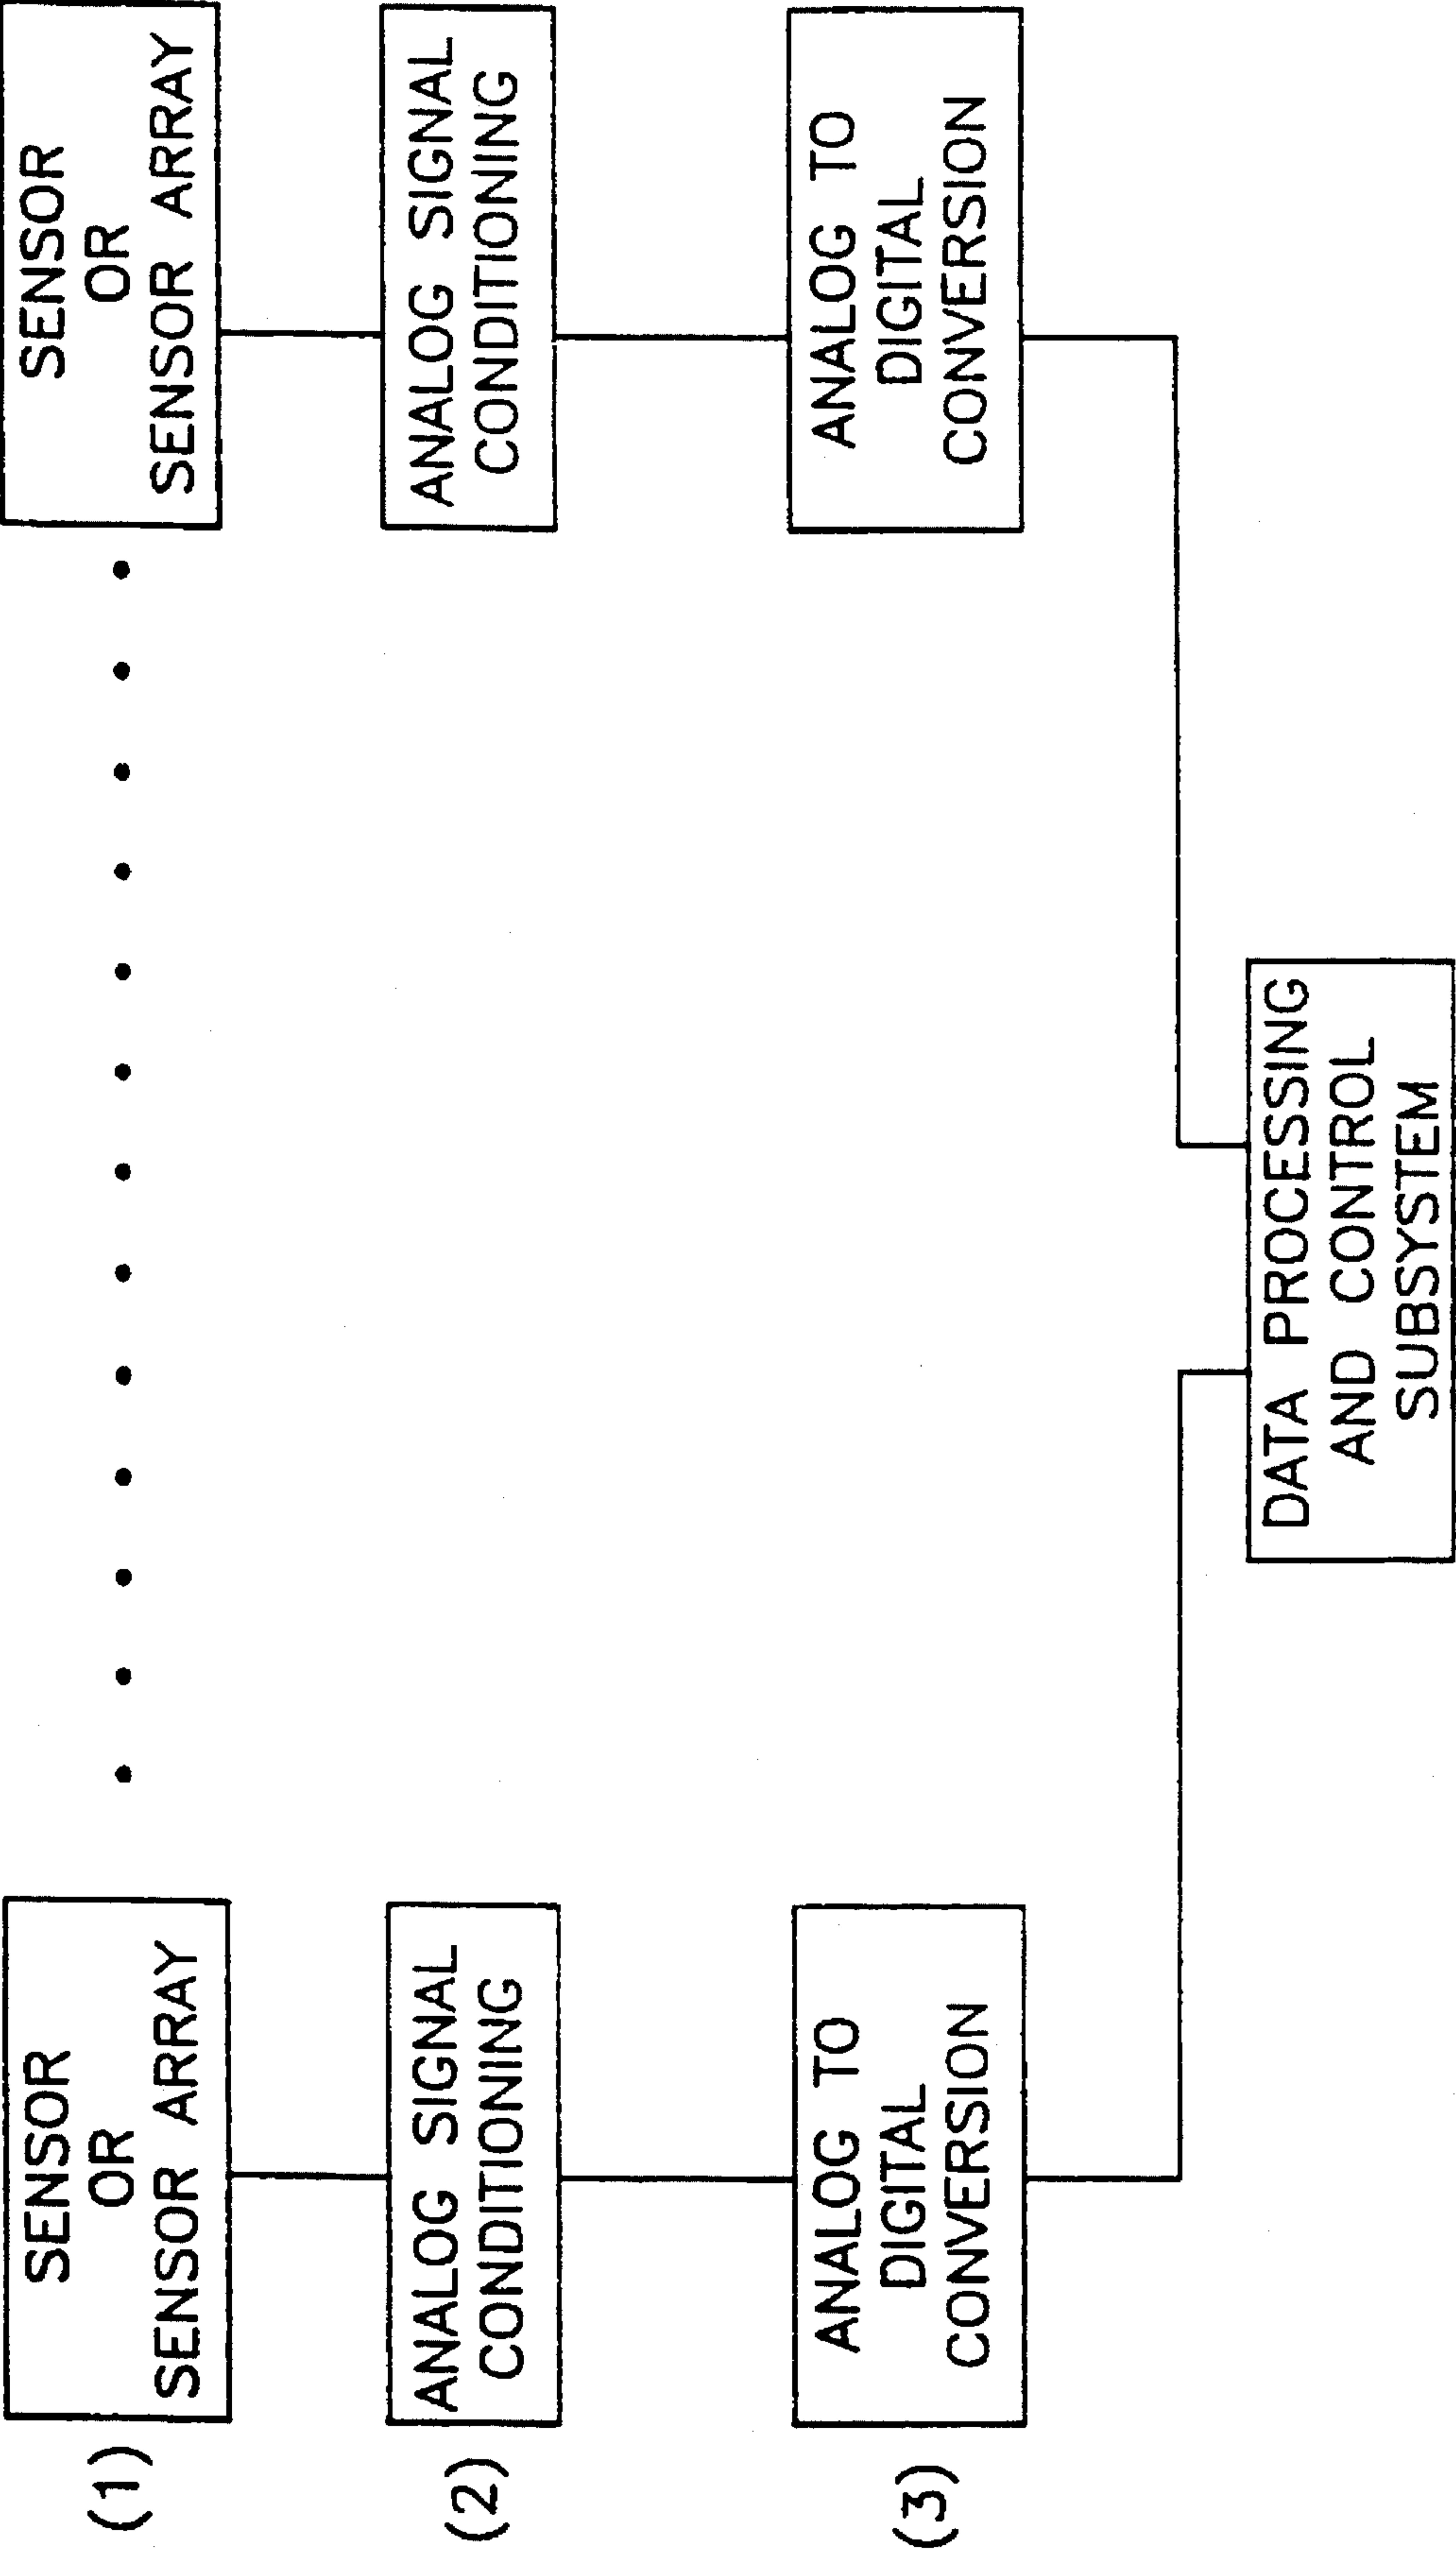 (1)
SENSOR
OR
SENSOR ARRAY
SENSOR
OR
SENSOR ARRAY
(2)
ANALOG SIGNAL
CONDITIONING
ANALOG SIGNAL
CONDITIONING
(3)
ANALOG TO
DIGITAL
CONVERSION
ANALOG TO
DIGITAL
CONVERSION
DATA PROCESSING
AND CONTROL
SUBSYSTEM